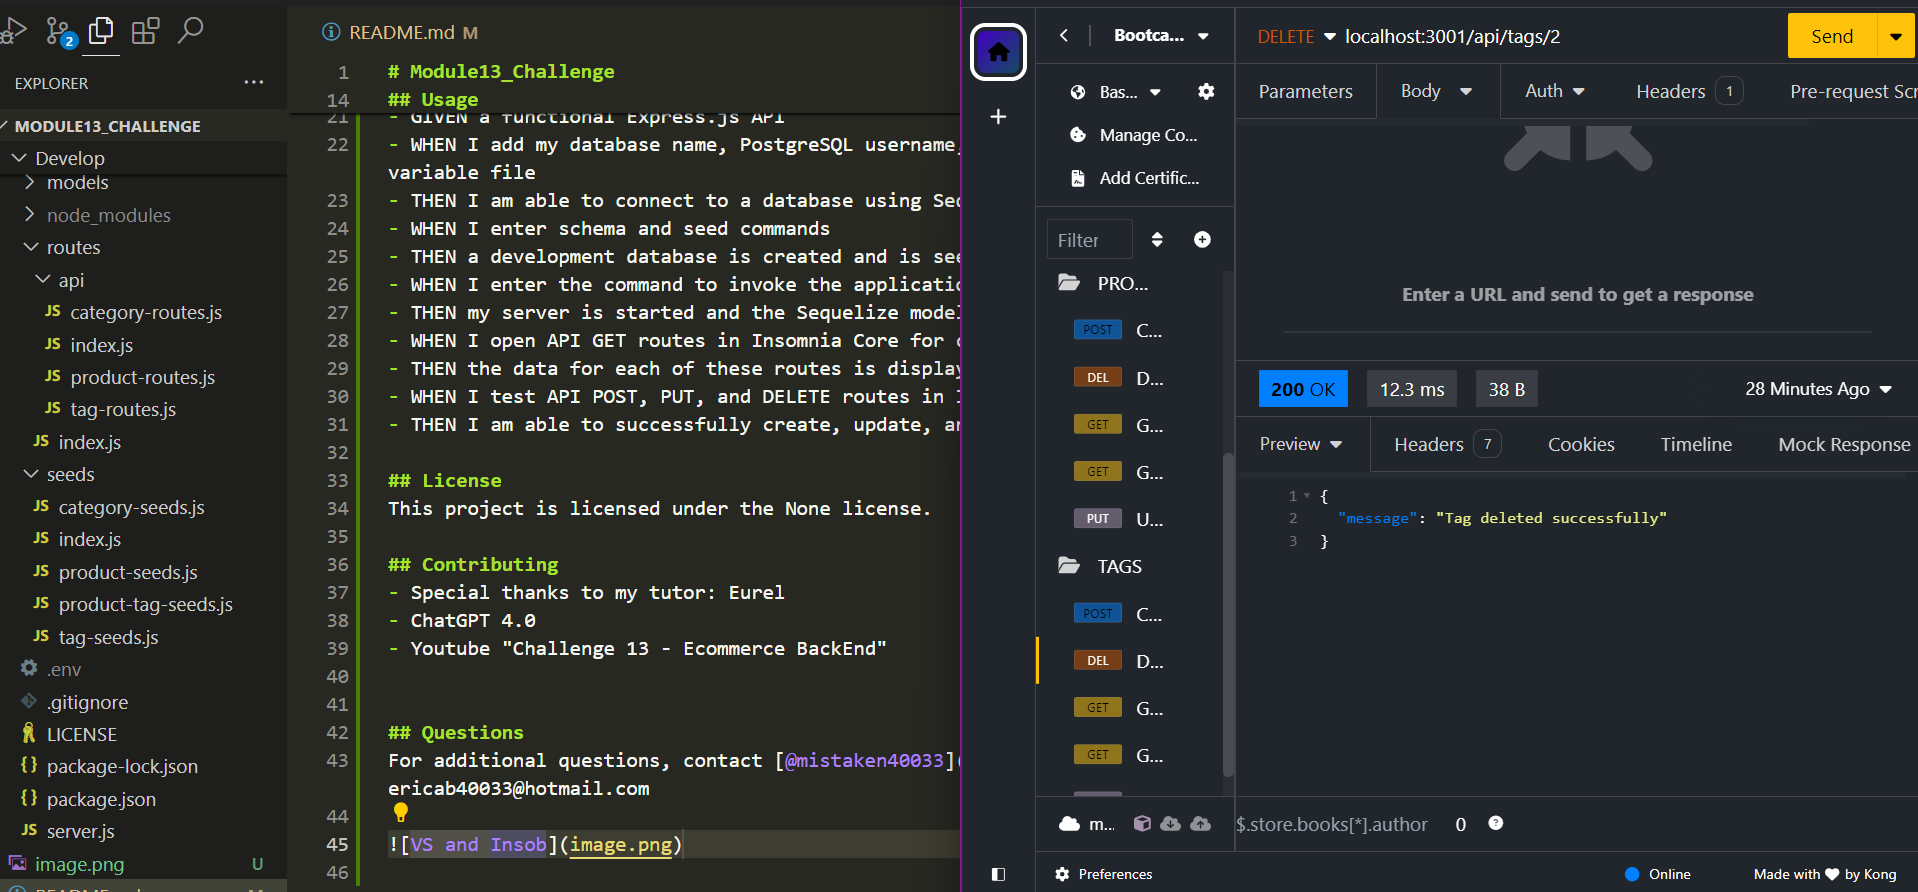 EXPLORER
MODULE13_CHALLENGE
Develop
models
node_modules
routes
api
JS category-routes.js
JS index.js
JS product-routes.js
JS tag-routes.js
JS index.js
seeds
JS category-seeds.js
JS index.js
JS product-seeds.js
JS product-tag-seeds.js
JS tag-seeds.js
.env
.gitignore
LICENSE
{} package-lock.json
{} package.json
JS server.js
image.png U
2
README.md M
1 # Module13_Challenge
14 ## Usage
21 - GIVEN a functional Express.js API
22 - WHEN I add my database name, PostgreSQL username,
variable file
23 - THEN I am able to connect to a database using Seq
24 - WHEN I enter schema and seed commands
25 - THEN a development database is created and is see
26 - WHEN I enter the command to invoke the applicatio
27 - THEN my server is started and the Sequelize model
28 - WHEN I open API GET routes in Insomnia Core for c
29 - THEN the data for each of these routes is display
30 - WHEN I test API POST, PUT, and DELETE routes in I
31 - THEN I am able to successfully create, update, an
32
33 ## License
34 This project is licensed under the None license.
35
36 ## Contributing
37 - Special thanks to my tutor: Eurel
38 - ChatGPT 4.0
39 - Youtube "Challenge 13 - Ecommerce BackEnd"
40
41
42 ## Questions
43 For additional questions, contact [@mistaken40033](
ericab40033@hotmail.com
44
45 ![VS and Insob](image.png)
46
Bootca...
Bas...
Manage Co...
Add Certific...
Filter
PRO...
POST C...
DEL D...
GET G...
GET G...
PUT U...
TAGS
POST C...
DEL D...
GET G...
GET G...
m...
Preferences
DELETE localhost:3001/api/tags/2 Send
Parameters Body Auth Headers 1 Pre-request Scr
Enter a URL and send to get a response
200 OK 12.3 ms 38 B 28 Minutes Ago
Preview Headers 7 Cookies Timeline Mock Response
1 {
2 "message": "Tag deleted successfully"
3 }
$.store.books[*].author 0 ?
Online Made with ♥ by Kong